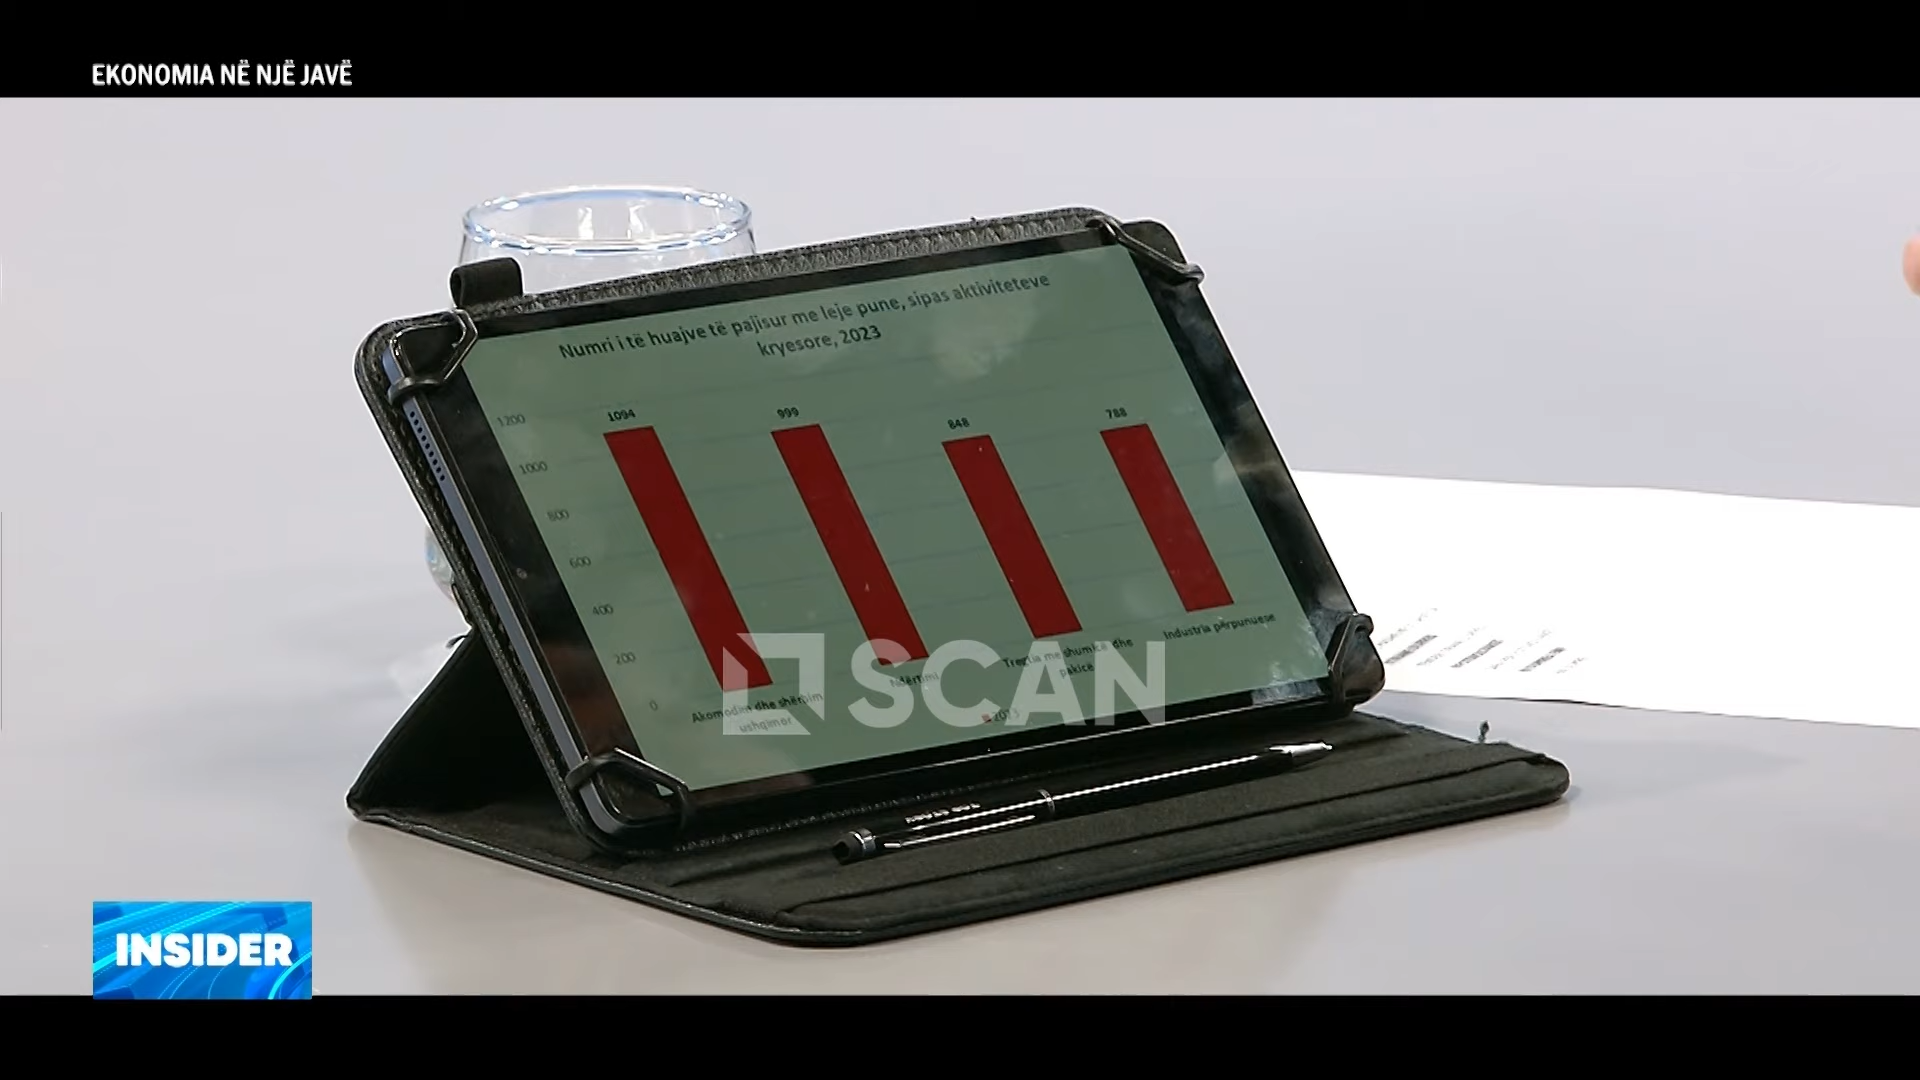 EKONOMIA NË NJË JAVË
Numri i të huajve të pajisur me leje pune, sipas aktiviteteve
kryesore, 2023
1200
1000
800
600
400
200
0
1094
999
848
788
Akomodim dhe shërbim
ushqimor
Ndërtimi
Tregtia me shumicë dhe
pakicë
Industria përpunuese
2023
SCAN
INSIDER